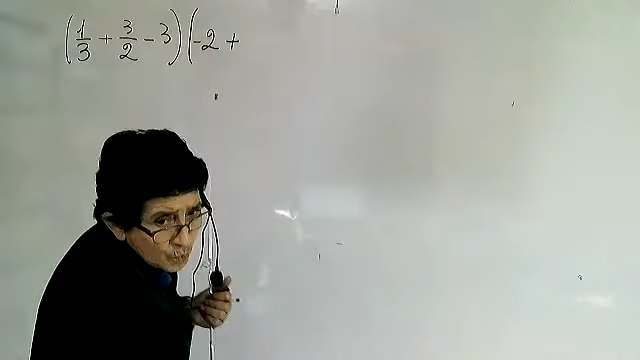 (1/3 + 3/2 - 3)(-2 +